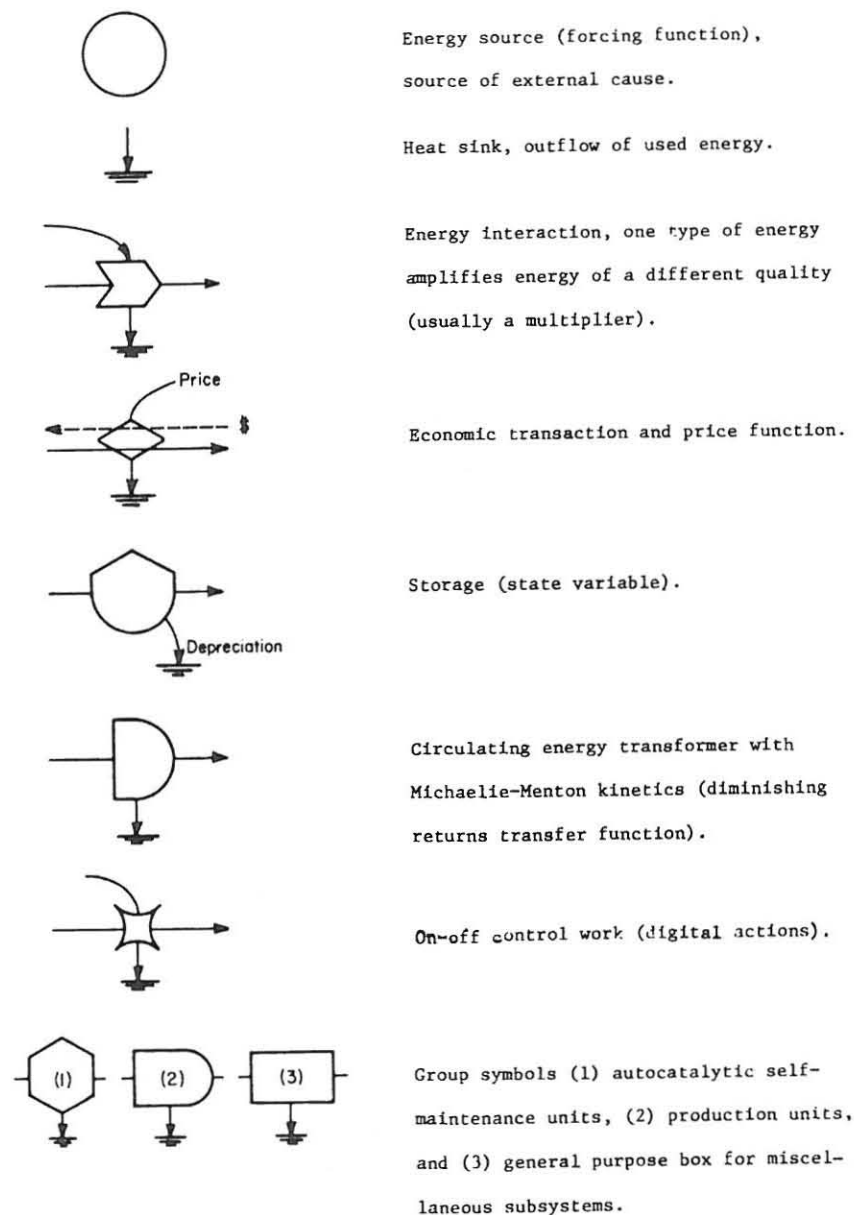 Energy source (forcing function),
source of external cause.
Heat sink, outflow of used energy.
Energy interaction, one type of energy
amplifies energy of a different quality
(usually a multiplier).
Price
$
Economic transaction and price function.
Storage (state variable).
Depreciation
Circulating energy transformer with
Michaelie-Menton kinetics (diminishing
returns transfer function).
On-off control work (digital actions).
(1) (2) (3)
Group symbols (1) autocatalytic self-
maintenance units, (2) production units,
and (3) general purpose box for miscel-
laneous subsystems.